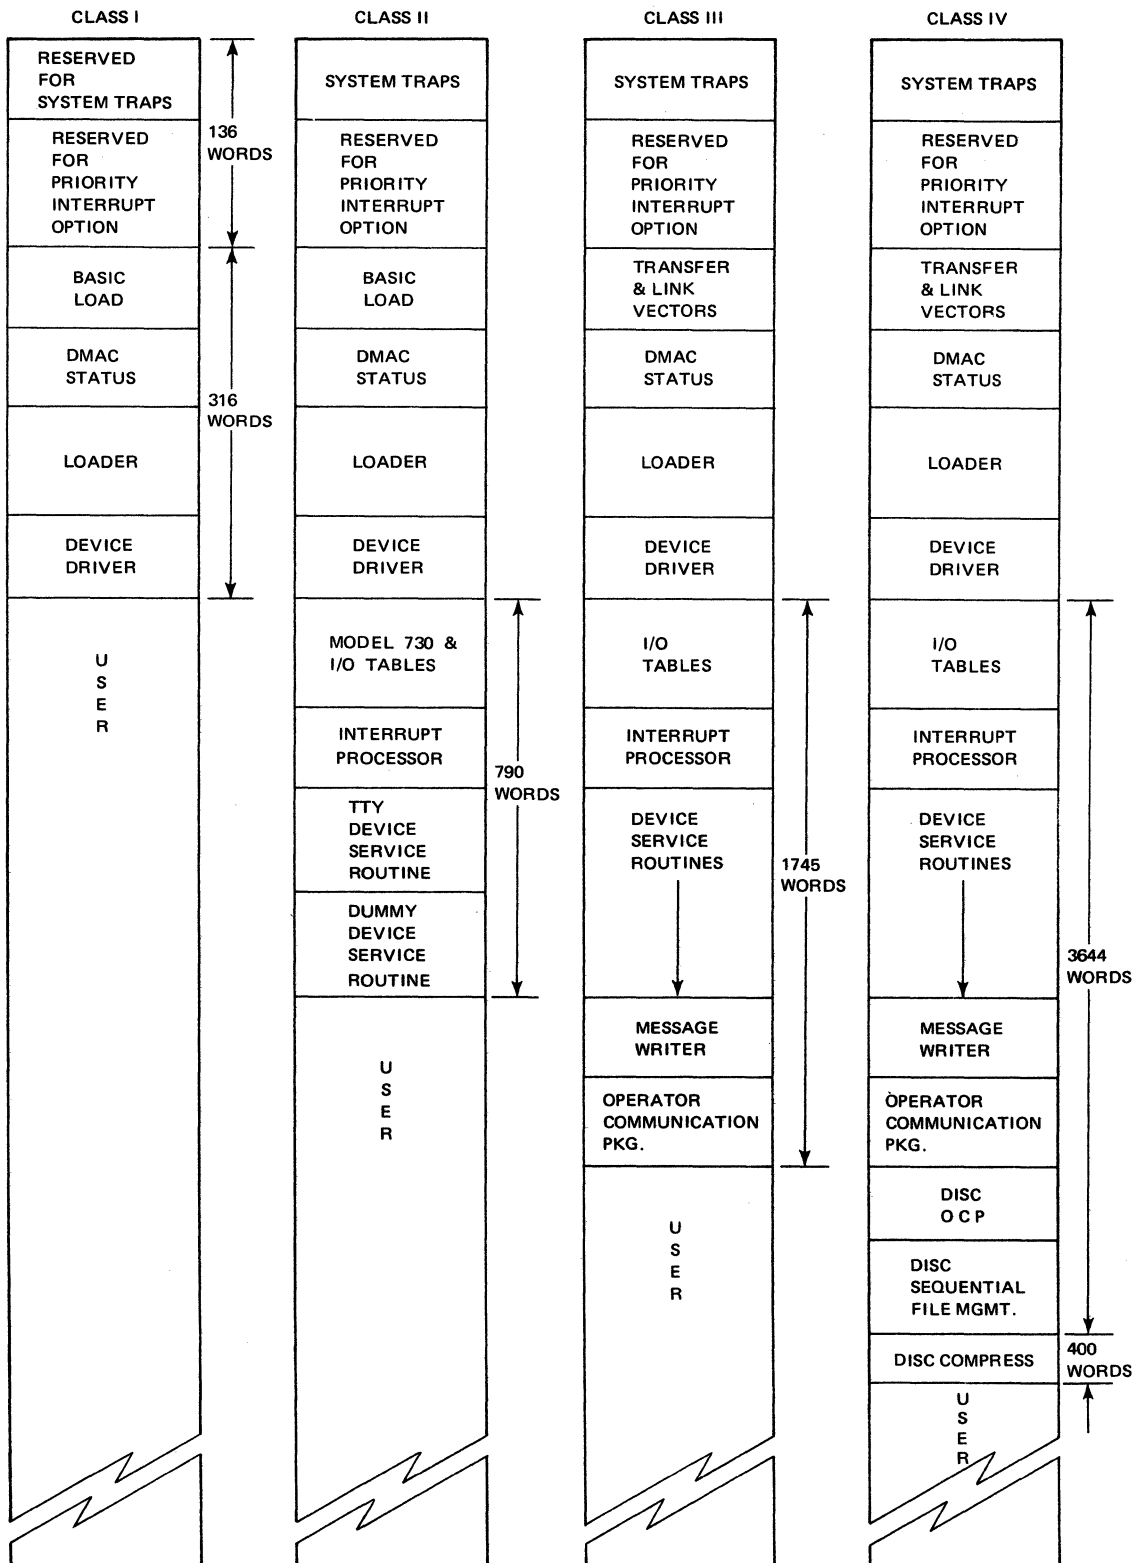 CLASS I
RESERVED
FOR
SYSTEM TRAPS
RESERVED
FOR
PRIORITY
INTERRUPT
OPTION
BASIC
LOAD
DMAC
STATUS
LOADER
DEVICE
DRIVER
U
S
E
R
136
WORDS
316
WORDS
CLASS II
SYSTEM TRAPS
RESERVED
FOR
PRIORITY
INTERRUPT
OPTION
BASIC
LOAD
DMAC
STATUS
LOADER
DEVICE
DRIVER
MODEL 730 &
I/O TABLES
INTERRUPT
PROCESSOR
TTY
DEVICE
SERVICE
ROUTINE
DUMMY
DEVICE
SERVICE
ROUTINE
U
S
E
R
790
WORDS
CLASS III
SYSTEM TRAPS
RESERVED
FOR
PRIORITY
INTERRUPT
OPTION
TRANSFER
& LINK
VECTORS
DMAC
STATUS
LOADER
DEVICE
DRIVER
I/O
TABLES
INTERRUPT
PROCESSOR
DEVICE
SERVICE
ROUTINES
MESSAGE
WRITER
OPERATOR
COMMUNICATION
PKG.
U
S
E
R
1745
WORDS
CLASS IV
SYSTEM TRAPS
RESERVED
FOR
PRIORITY
INTERRUPT
OPTION
TRANSFER
& LINK
VECTORS
DMAC
STATUS
LOADER
DEVICE
DRIVER
I/O
TABLES
INTERRUPT
PROCESSOR
DEVICE
SERVICE
ROUTINES
MESSAGE
WRITER
OPERATOR
COMMUNICATION
PKG.
DISC
O C P
DISC
SEQUENTIAL
FILE MGMT.
DISC COMPRESS
U
S
E
R
3644
WORDS
400
WORDS